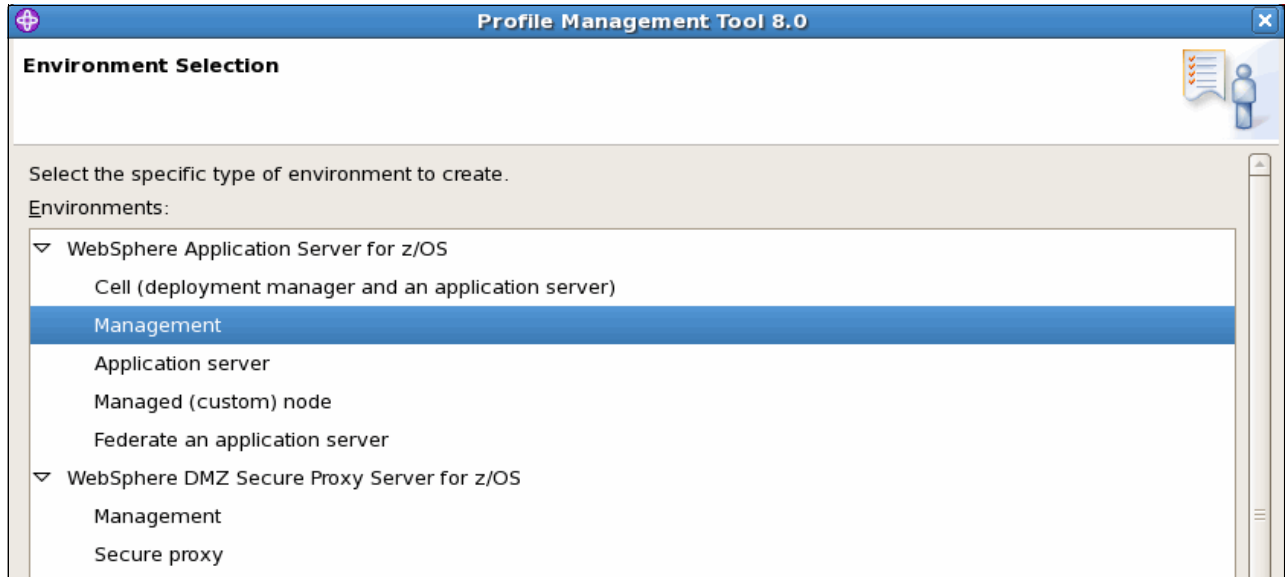 Profile Management Tool 8.0
Environment Selection
Select the specific type of environment to create.
Environments:
WebSphere Application Server for z/OS
Cell (deployment manager and an application server)
Management
Application server
Managed (custom) node
Federate an application server
WebSphere DMZ Secure Proxy Server for z/OS
Management
Secure proxy